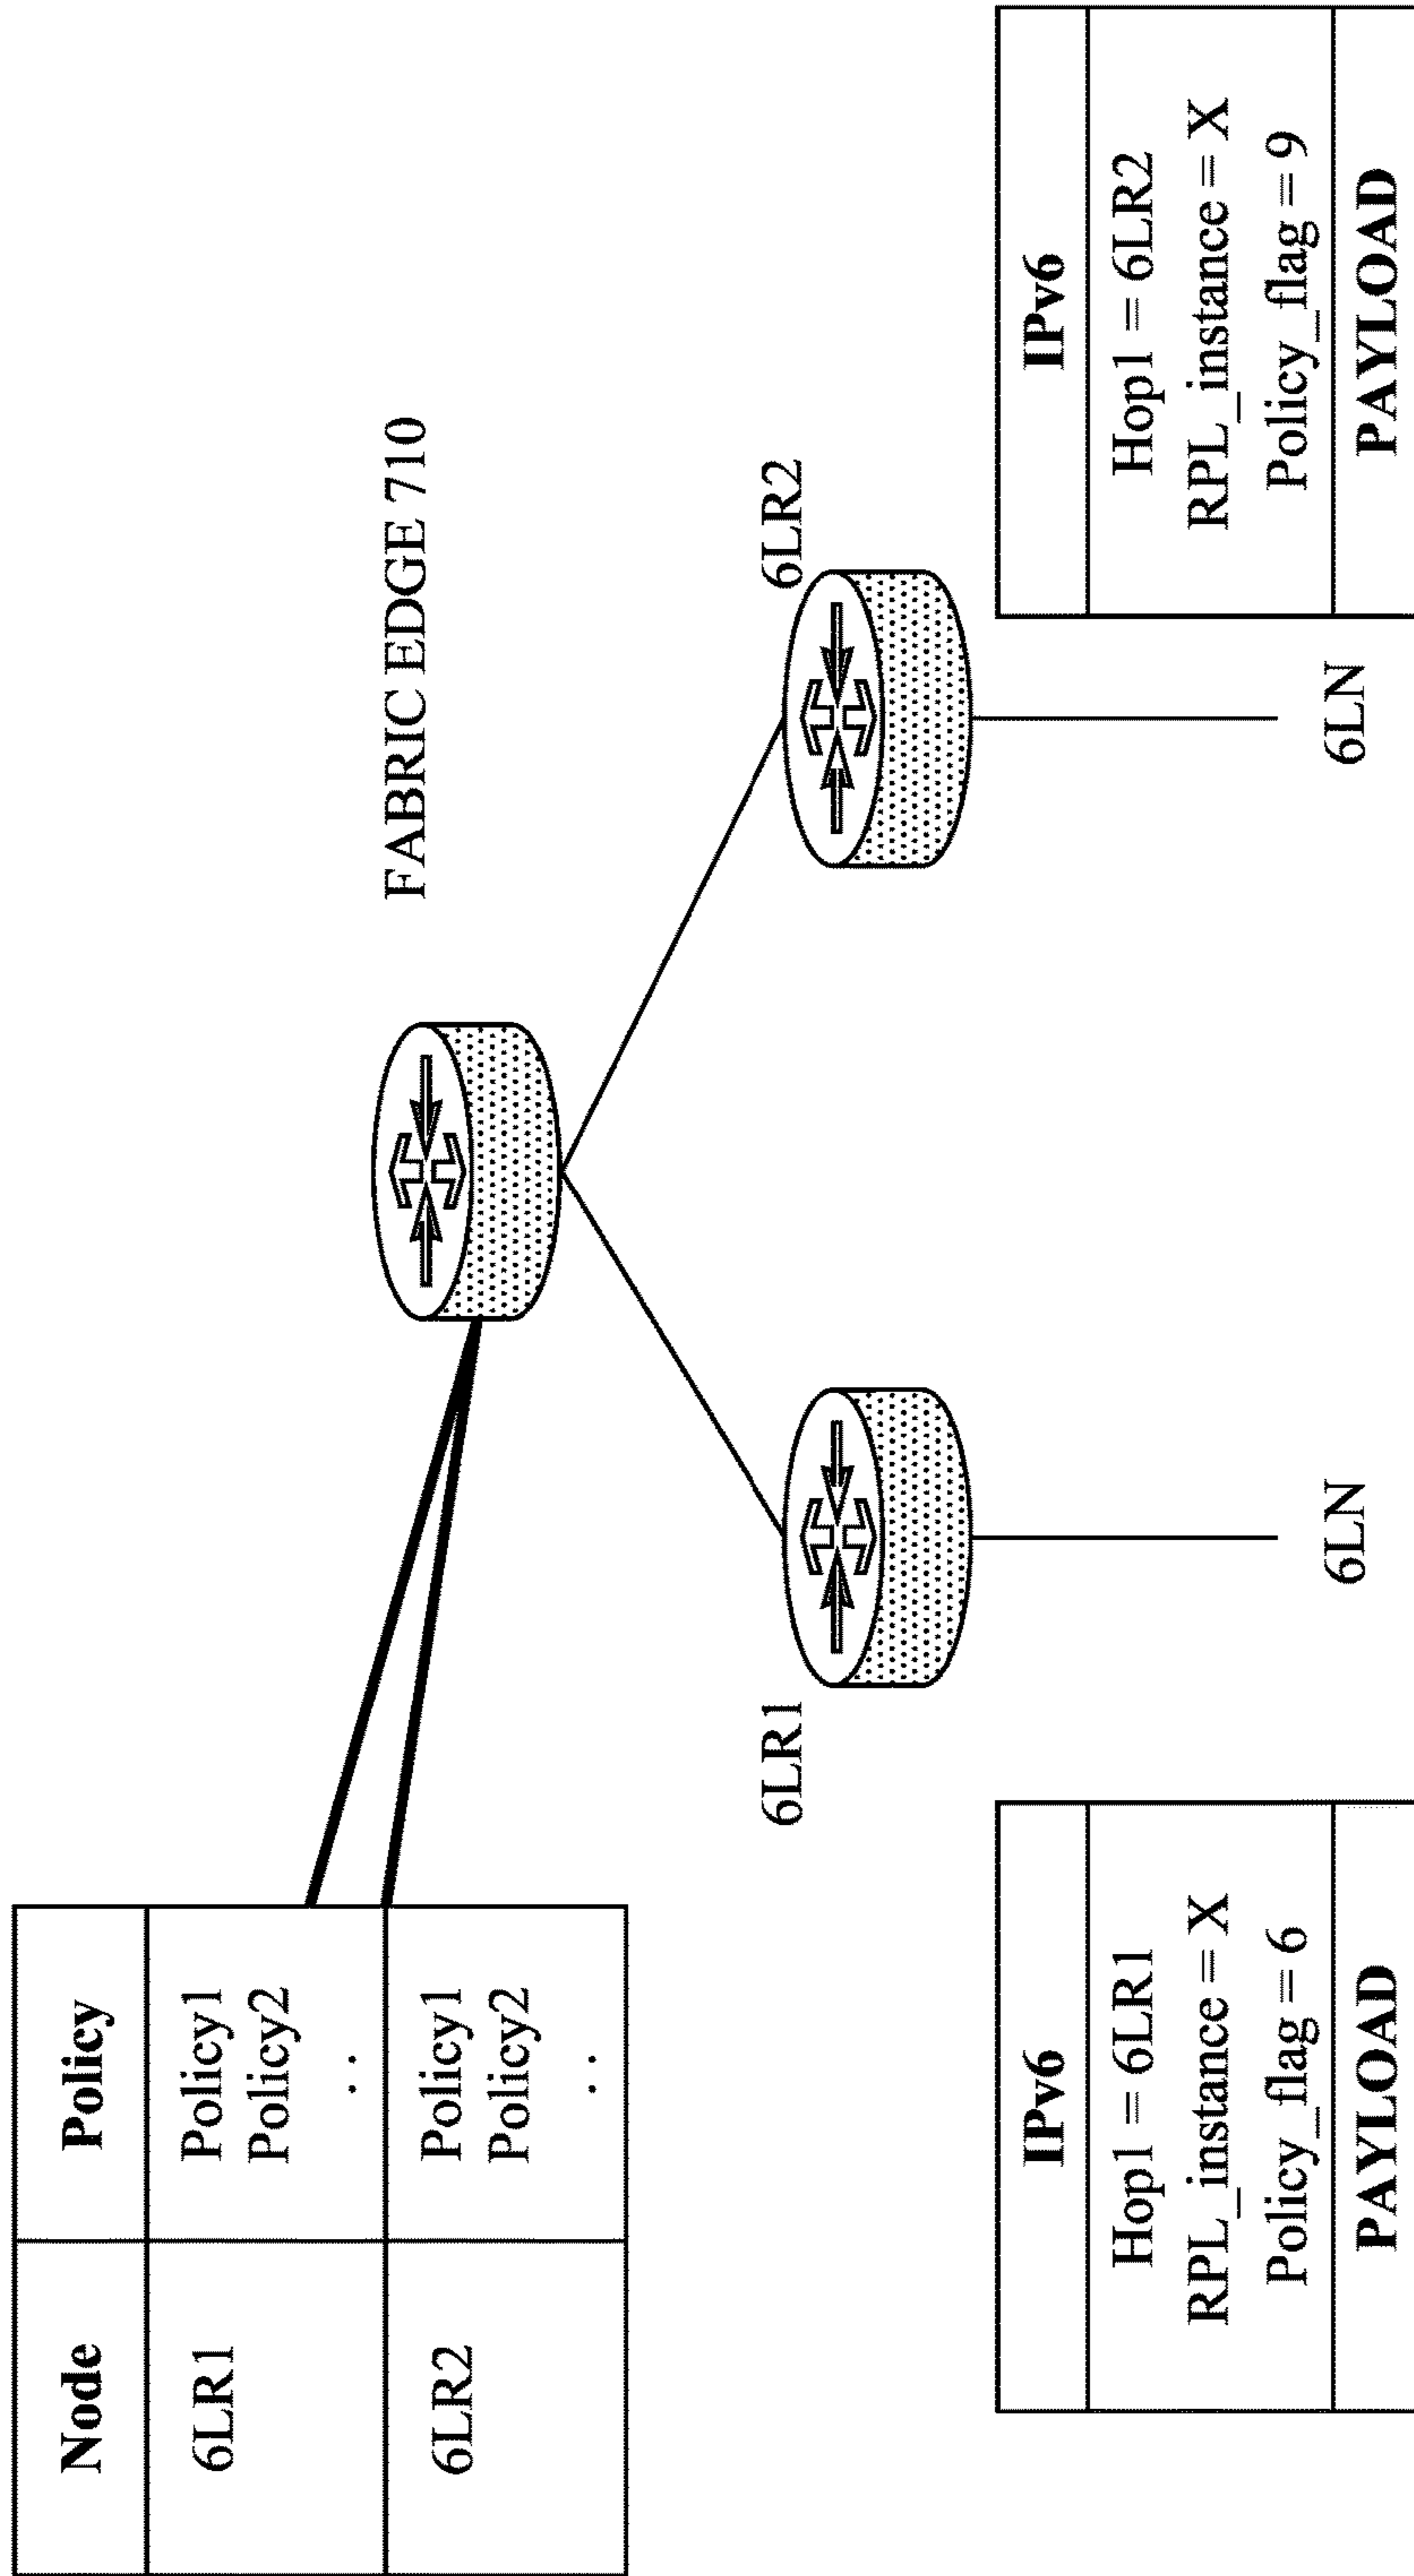 Node Policy
6LR1 Policy1
Policy2
..
6LR2 Policy1
Policy2
..
FABRIC EDGE 710
6LR1
6LR2
6LN
6LN
IPv6
Hop1 = 6LR1
RPL_instance = X
Policy_flag = 6
PAYLOAD
IPv6
Hop1 = 6LR2
RPL_instance = X
Policy_flag = 9
PAYLOAD